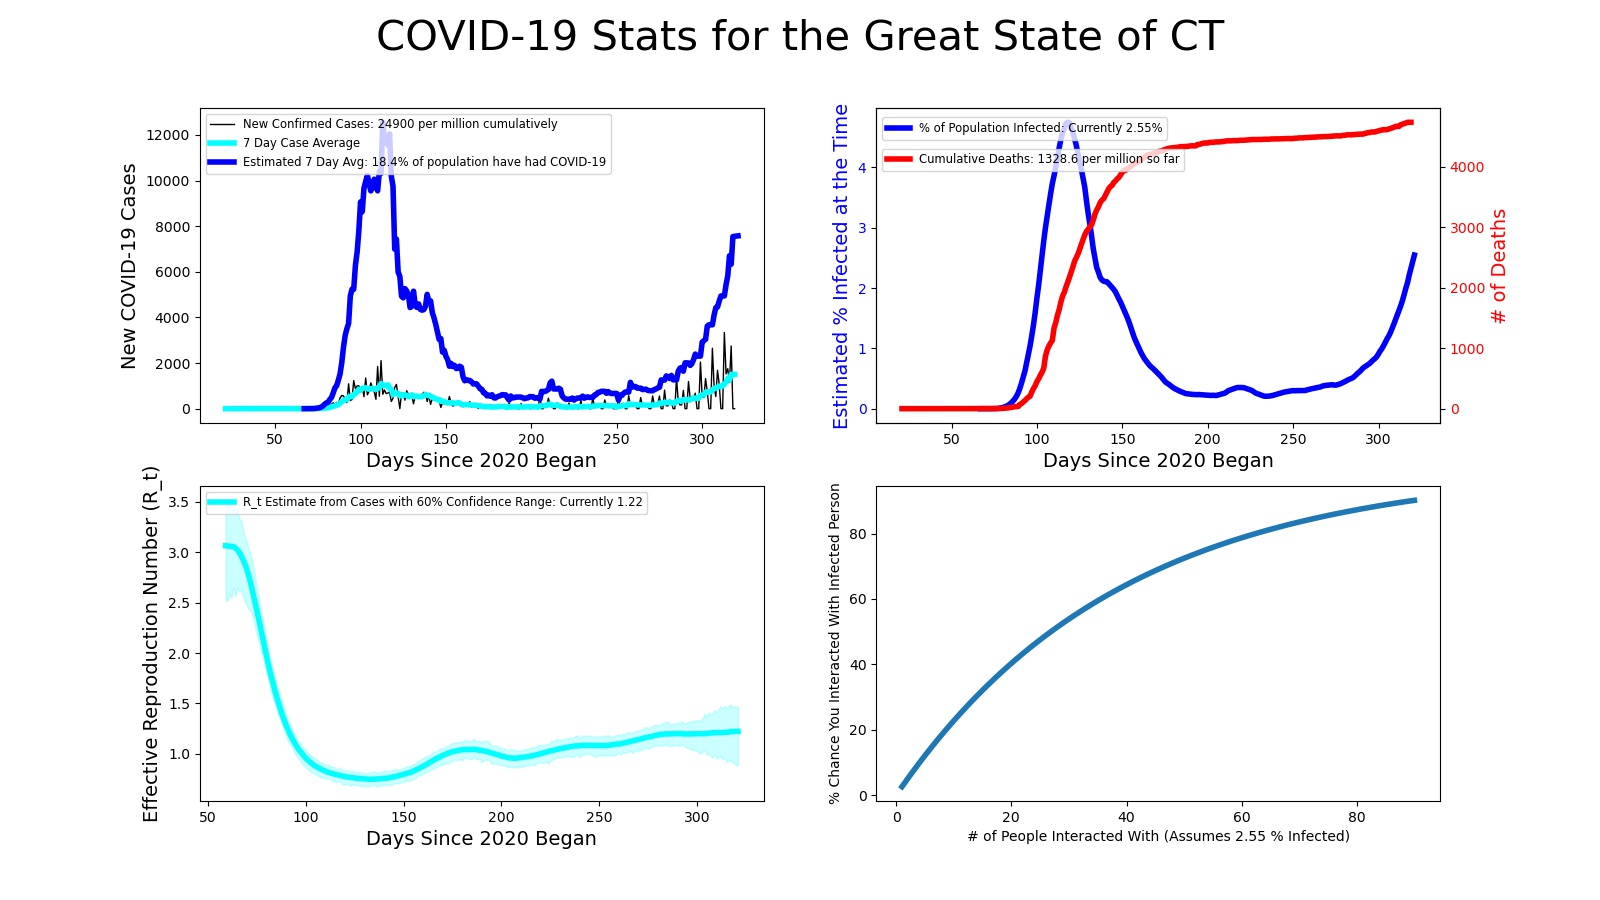 COVID-19 Stats for the Great State of CT
New COVID-19 Cases
12000
10000
8000
6000
4000
2000
0
New Confirmed Cases: 24900 per million cumulatively
7 Day Case Average
Estimated 7 Day Avg: 18.4% of population have had COVID-19
50 100 150 200 250 300
Days Since 2020 Began
Estimated % Infected at the Time
4
3
2
1
0
% of Population Infected: Currently 2.55%
Cumulative Deaths: 1328.6 per million so far
4000
3000
2000
1000
0
# of Deaths
50 100 150 200 250 300
Days Since 2020 Began
Effective Reproduction Number (R_t)
3.5
3.0
2.5
2.0
1.5
1.0
R_t Estimate from Cases with 60% Confidence Range: Currently 1.22
50 100 150 200 250 300
Days Since 2020 Began
% Chance You Interacted With Infected Person
80
60
40
20
0
0 20 40 60 80
# of People Interacted With (Assumes 2.55 % Infected)